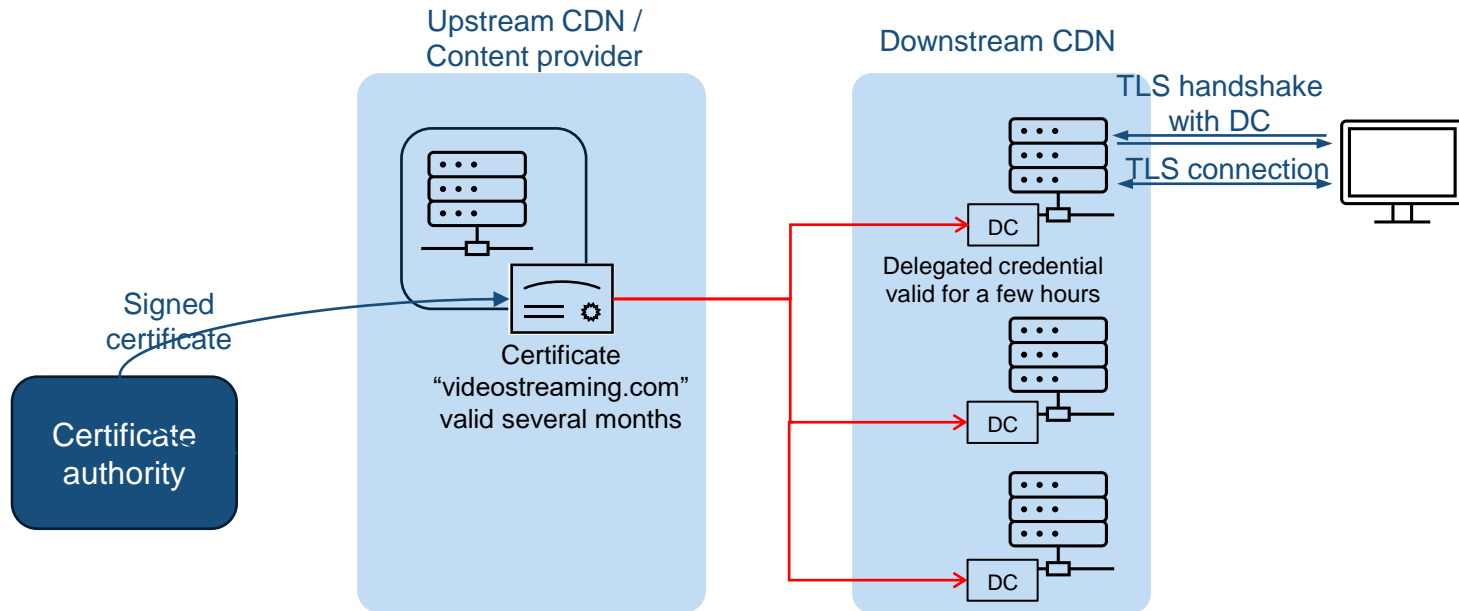 Upstream CDN /
Content provider
Downstream CDN
TLS handshake
with DC
TLS connection
DC
Delegated credential
valid for a few hours
Signed
certificate
Certificate
“videostreaming.com”
valid several months
Certificate
authority
DC
DC